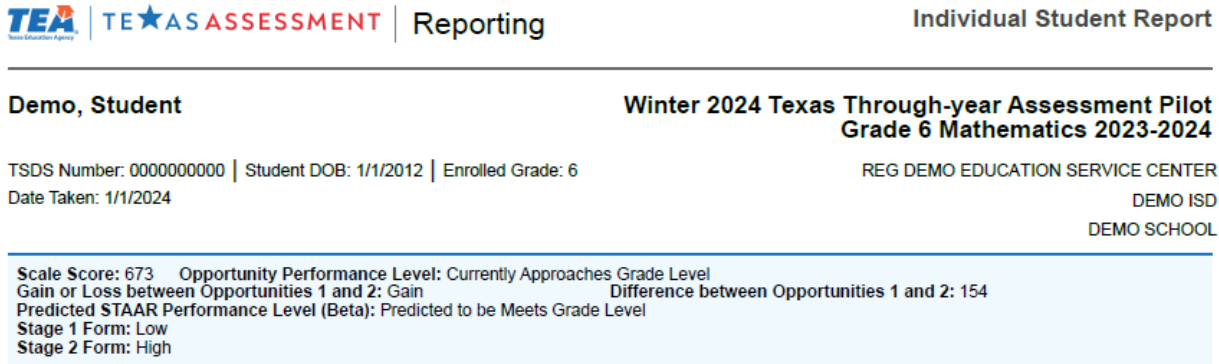 TEA | TEXAS ASSESSMENT | Reporting
Texas Education Agency
Individual Student Report
Demo, Student
Winter 2024 Texas Through-year Assessment Pilot
Grade 6 Mathematics 2023-2024
TSDS Number: 0000000000 | Student DOB: 1/1/2012 | Enrolled Grade: 6
REG DEMO EDUCATION SERVICE CENTER
Date Taken: 1/1/2024
DEMO ISD
DEMO SCHOOL
Scale Score: 673 Opportunity Performance Level: Currently Approaches Grade Level
Gain or Loss between Opportunities 1 and 2: Gain Difference between Opportunities 1 and 2: 154
Predicted STAAR Performance Level (Beta): Predicted to be Meets Grade Level
Stage 1 Form: Low
Stage 2 Form: High